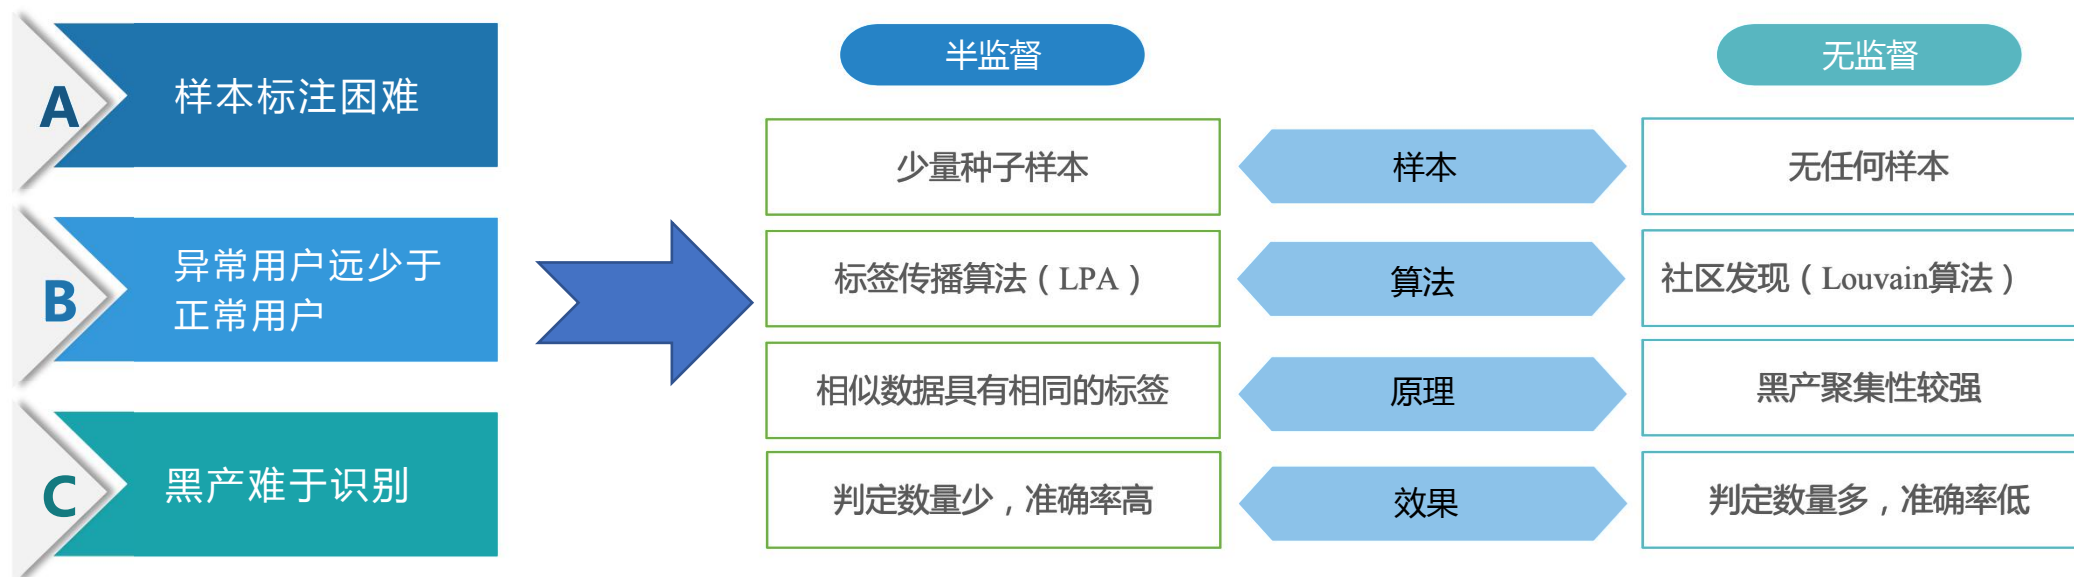 A
样本标注困难
B
异常用户远少于
正常用户
C
黑产难于识别
半监督
无监督
少量种子样本
样本
无任何样本
标签传播算法（LPA）
算法
社区发现（Louvain算法）
相似数据具有相同的标签
原理
黑产聚集性较强
判定数量少，准确率高
效果
判定数量多，准确率低